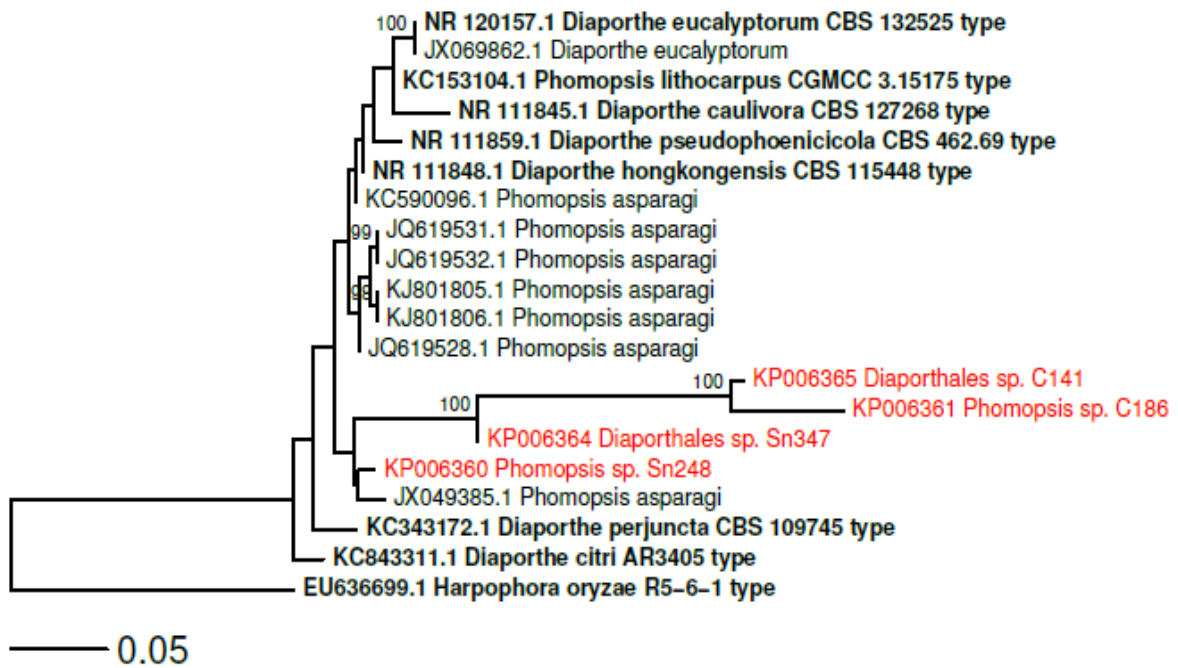 100 NR 120157.1 Diaporthe eucalyptorum CBS 132525 type
JX069862.1 Diaporthe eucalyptorum
KC153104.1 Phomopsis lithocarpus CGMCC 3.15175 type
NR 111845.1 Diaporthe caulivora CBS 127268 type
NR 111859.1 Diaporthe pseudophoenicicola CBS 462.69 type
NR 111848.1 Diaporthe hongkongensis CBS 115448 type
KC590096.1 Phomopsis asparagi
99 JQ619531.1 Phomopsis asparagi
JQ619532.1 Phomopsis asparagi
98 KJ801805.1 Phomopsis asparagi
KJ801806.1 Phomopsis asparagi
JQ619528.1 Phomopsis asparagi
100 KP006365 Diaporthales sp. C141
100 KP006361 Phomopsis sp. C186
KP006364 Diaporthales sp. Sn347
KP006360 Phomopsis sp. Sn248
JX049385.1 Phomopsis asparagi
KC343172.1 Diaporthe perjuncta CBS 109745 type
KC843311.1 Diaporthe citri AR3405 type
EU636699.1 Harpophora oryzae R5−6−1 type
0.05